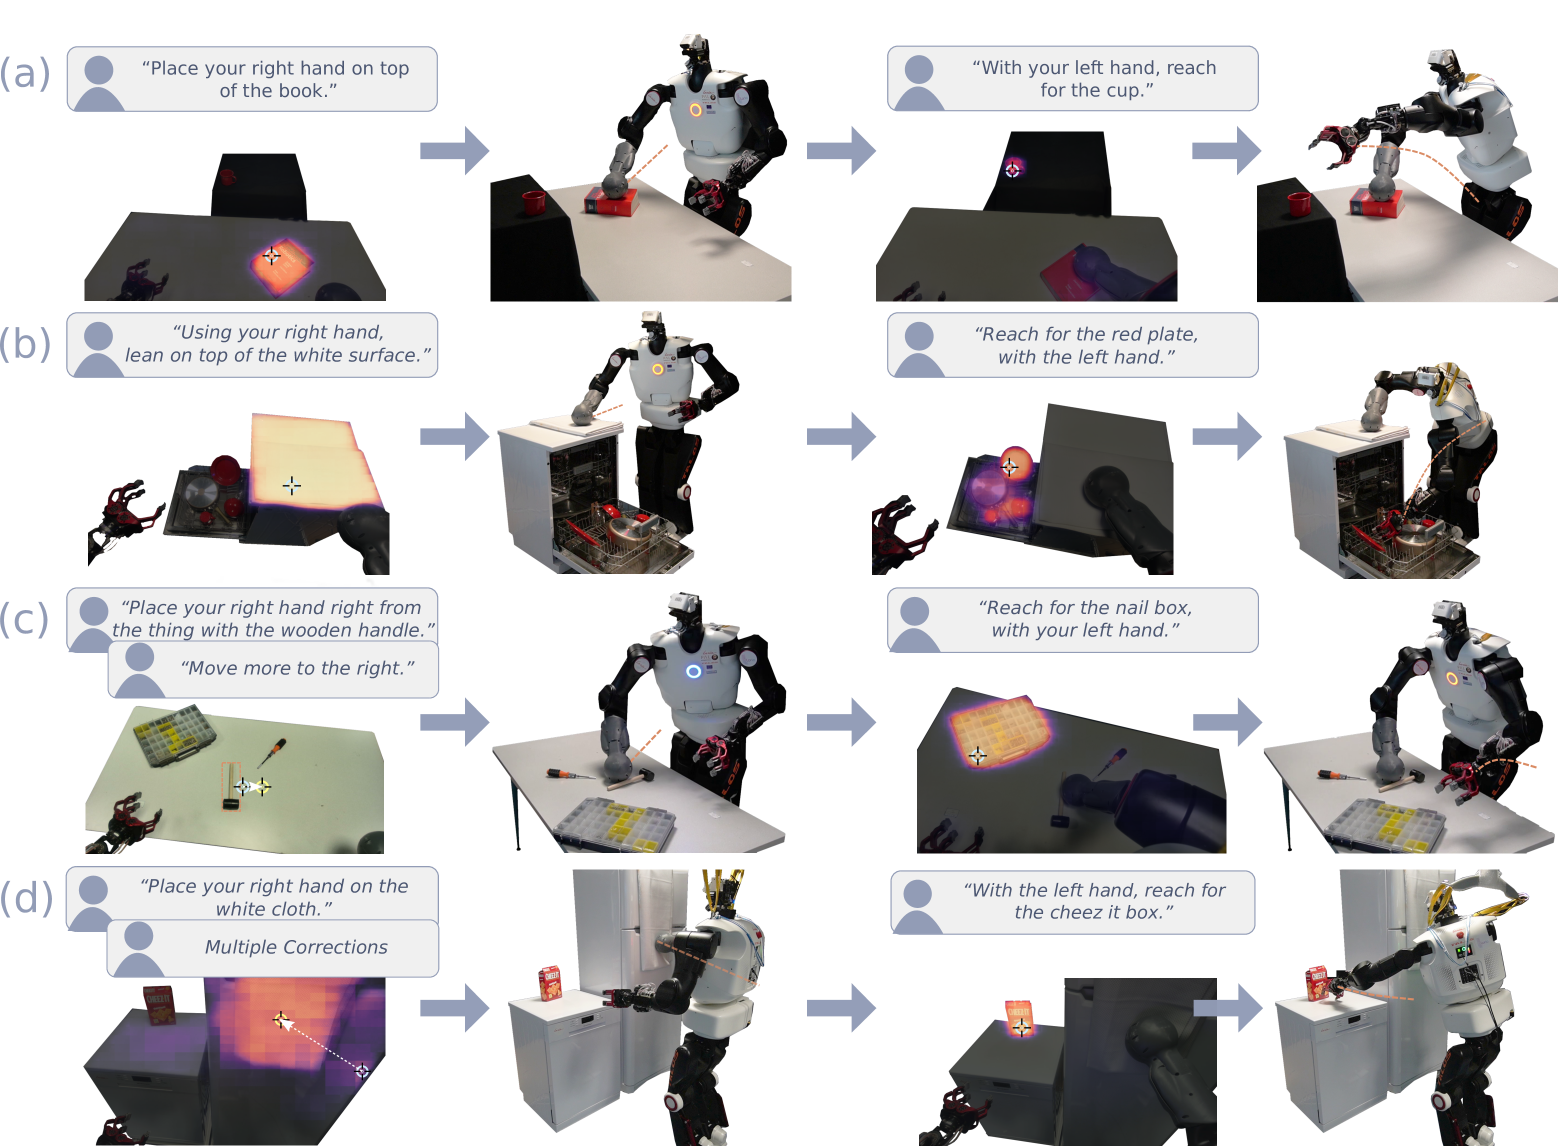 (a)
“Place your right hand on top
of the book.”
“With your left hand, reach
for the cup.”
(b)
“Using your right hand,
lean on top of the white surface.”
“Reach for the red plate,
with the left hand.”
(c)
“Place your right hand right from
the thing with the wooden handle.”
“Move more to the right.”
“Reach for the nail box,
with your left hand.”
(d)
“Place your right hand on the
white cloth.”
Multiple Corrections
“With the left hand, reach for
the cheez it box.”